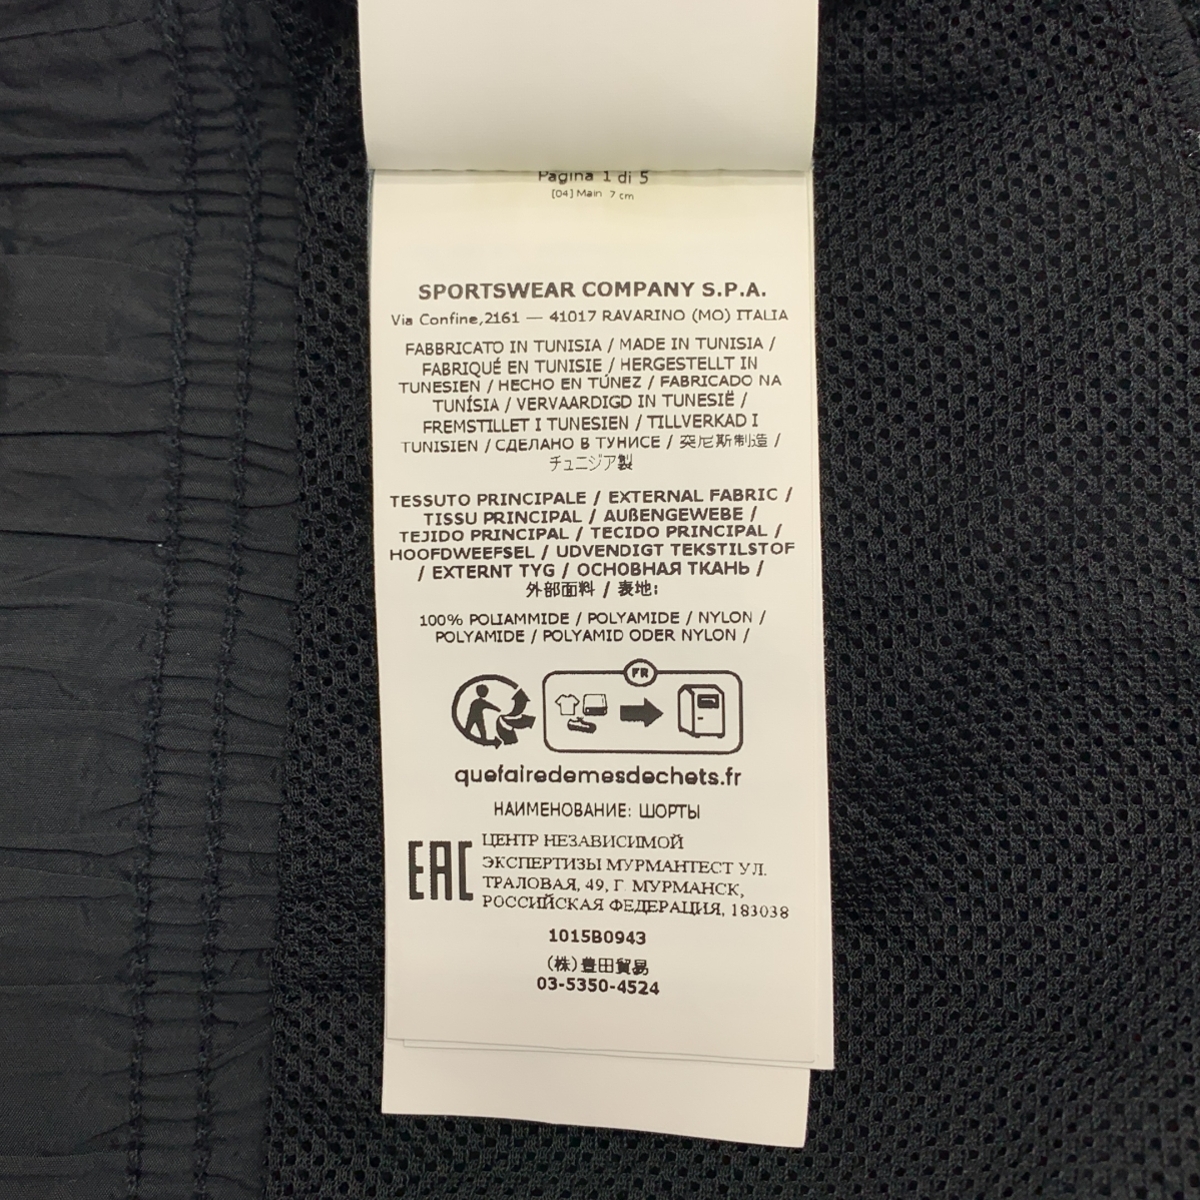 Pagina 1 di 5
[04] Main 7 cm
SPORTSWEAR COMPANY S.P.A.
Via Confine,2161 — 41017 RAVARINO (MO) ITALIA
FABBRICATO IN TUNISIA / MADE IN TUNISIA /
FABRIQUÉ EN TUNISIE / HERGESTELLT IN
TUNESIEN / HECHO EN TÚNEZ / FABRICADO NA
TUNÍSIA / VERVAARDIGD IN TUNESIË /
FREMSTILLET I TUNESIEN / TILLVERKAD I
TUNISIEN / СДЕЛАНО В ТУНИСЕ / 突尼斯制造 /
チュニジア製
TESSUTO PRINCIPALE / EXTERNAL FABRIC /
TISSU PRINCIPAL / AUßENGEWEBE /
TEJIDO PRINCIPAL / TECIDO PRINCIPAL /
HOOFDWEEFSEL / UDVENDIGT TEKSTILSTOF
/ EXTERNT TYG / ОСНОВНАЯ ТКАНЬ /
外部面料 / 表地:
100% POLIAMMIDE / POLYAMIDE / NYLON /
POLYAMIDE / POLYAMID ODER NYLON /
FR
quefairedemesdechets.fr
НАИМЕНОВАНИЕ: ШОРТЫ
EAC
ЦЕНТР НЕЗАВИСИМОЙ
ЭКСПЕРТИЗЫ МУРМАНТЕСТ УЛ.
ТРАЛОВАЯ, 49, Г. МУРМАНСК,
РОССИЙСКАЯ ФЕДЕРАЦИЯ, 183038
1015B0943
(株)豊田貿易
03-5350-4524